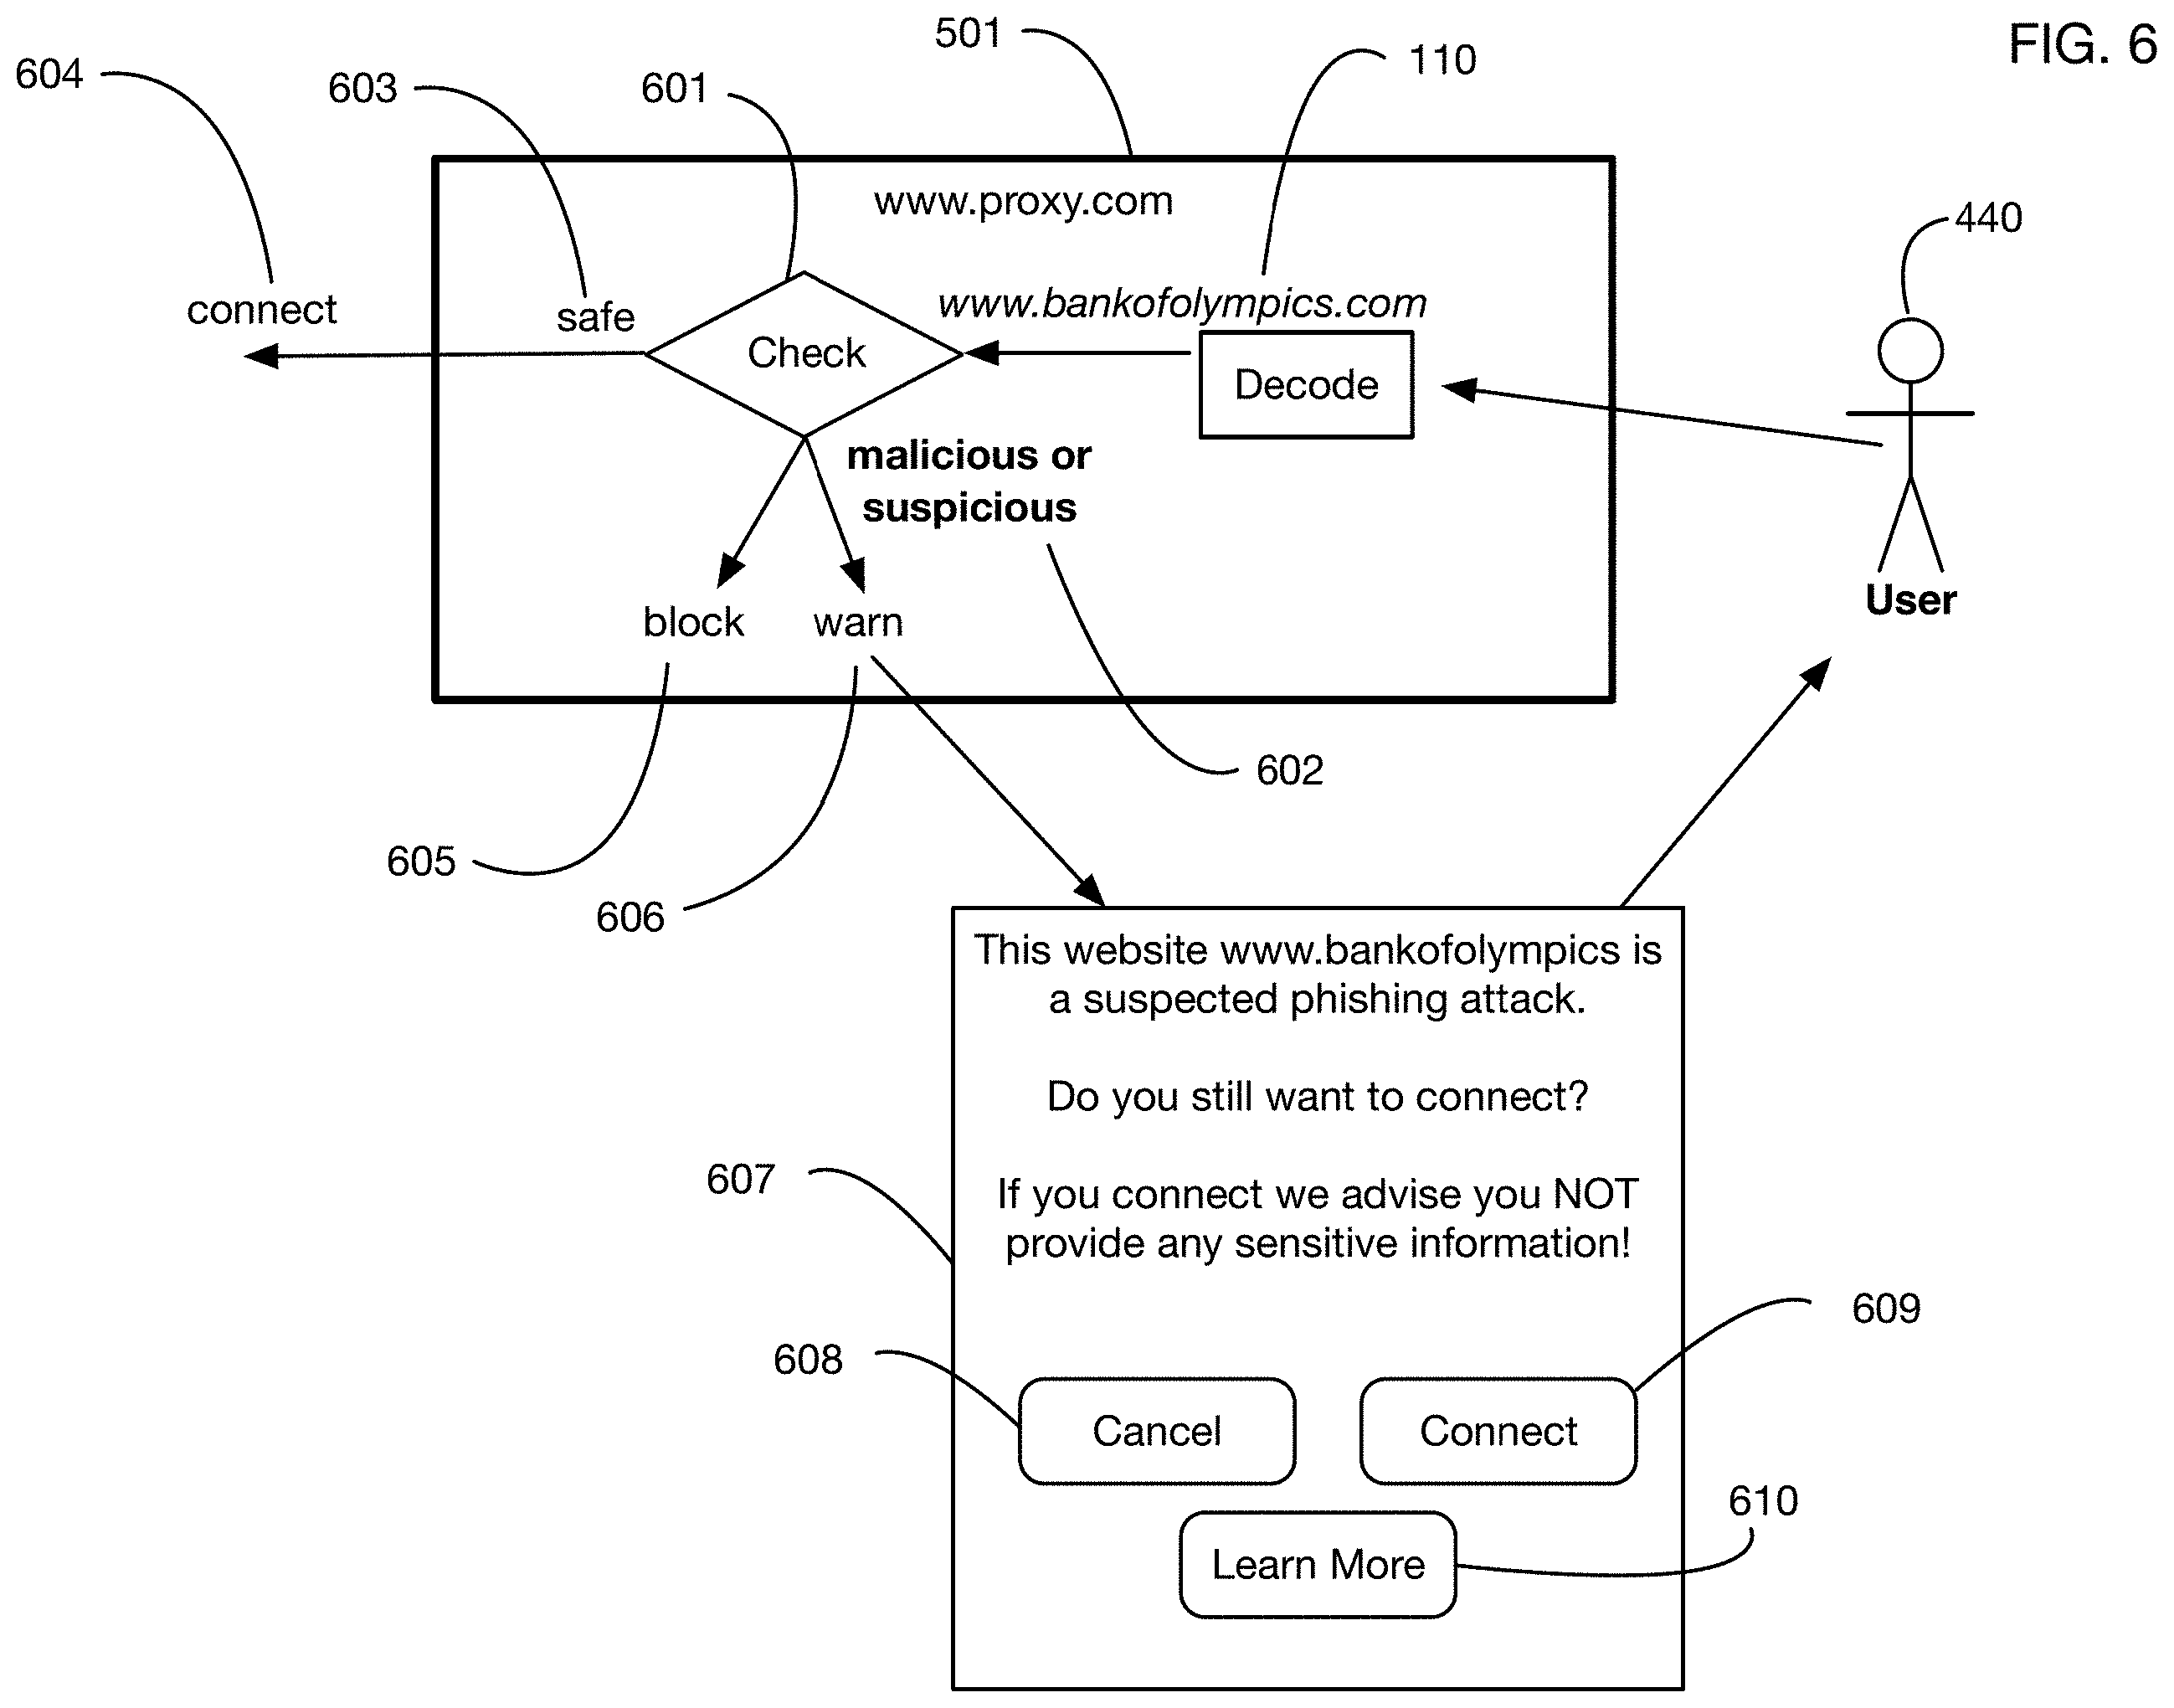 FIG. 6
501
110
604
603
601
www.proxy.com
440
connect
safe
www.bankofolympics.com
Check
Decode
malicious or
suspicious
User
block
warn
602
605
606
This website www.bankofolympics is
a suspected phishing attack.
Do you still want to connect?
607
If you connect we advise you NOT
provide any sensitive information!
609
608
Cancel
Connect
610
Learn More